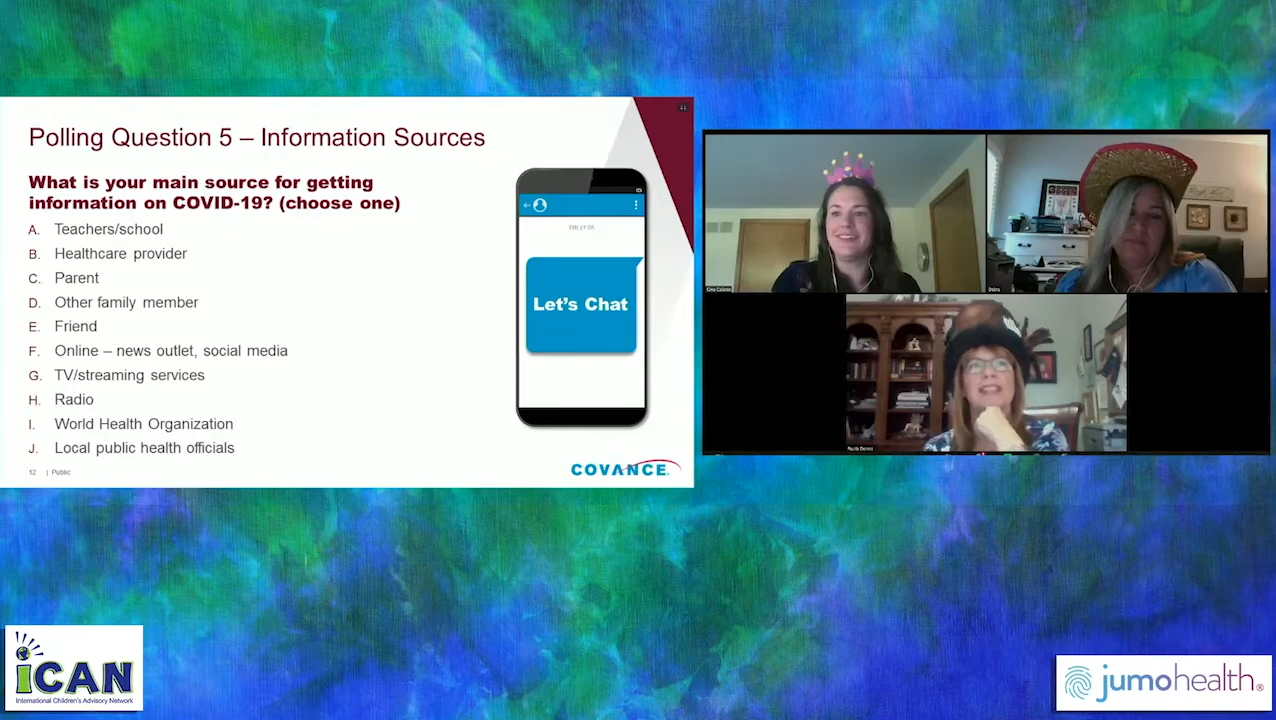 Polling Question 5 – Information Sources
What is your main source for getting
information on COVID-19? (choose one)
A. Teachers/school
B. Healthcare provider
C. Parent
D. Other family member
E. Friend
F. Online – news outlet, social media
G. TV/streaming services
H. Radio
I. World Health Organization
J. Local public health officials
12 | Public
Let's Chat
COVANCE
Debra
iCAN
International Children's Advisory Network
jumohealth®